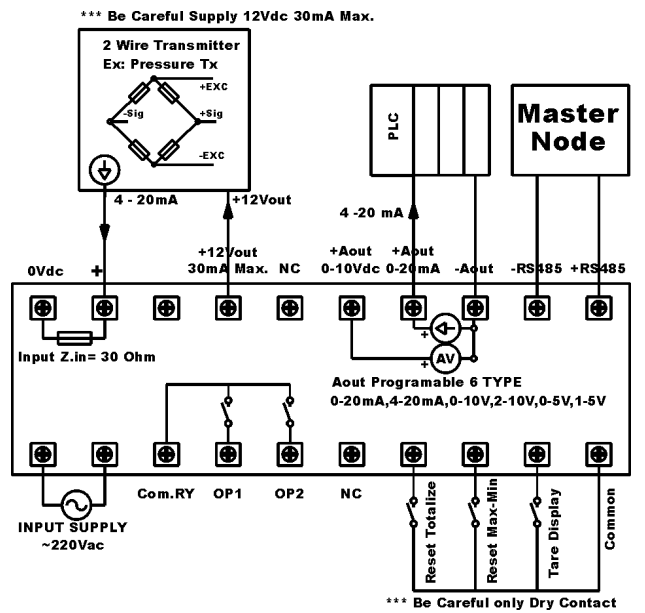 *** Be Careful Supply 12Vdc 30mA Max.
2 Wire Transmitter
Ex: Pressure Tx
+EXC
-Sig
+Sig
-EXC
PLC
Master
Node
4 - 20mA
+12Vout
4 -20 mA
+12Vout
+Aout
+Aout
0Vdc
+
30mA Max.
NC
0-10Vdc
0-20mA
-Aout
-RS485
+RS485
Input Z.in= 30 Ohm
+
+
AV
Aout Programable 6 TYPE
0-20mA,4-20mA,0-10V,2-10V,0-5V,1-5V
Com.RY
OP1
OP2
NC
INPUT SUPPLY
~220Vac
Reset Totalize
Reset Max-Min
Tare Display
Common
*** Be Careful only Dry Contact